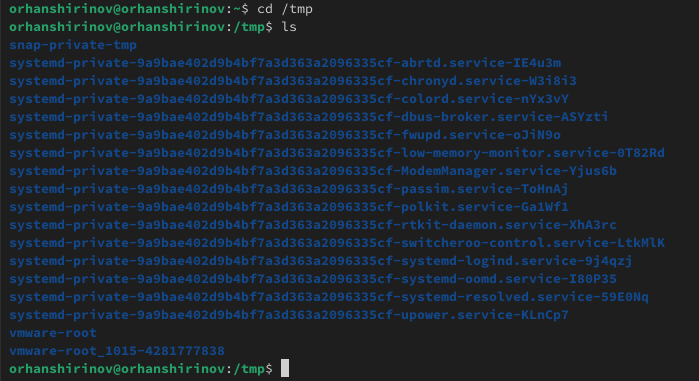 orhanshirinov@orhanshirinov:~$ cd /tmp
orhanshirinov@orhanshirinov:/tmp$ ls
snap-private-tmp
systemd-private-9a9bae402d9b4bf7a3d363a2096335cf-abrtd.service-IE4u3m
systemd-private-9a9bae402d9b4bf7a3d363a2096335cf-chronyd.service-W3i8i3
systemd-private-9a9bae402d9b4bf7a3d363a2096335cf-colord.service-nYx3vY
systemd-private-9a9bae402d9b4bf7a3d363a2096335cf-dbus-broker.service-ASYzti
systemd-private-9a9bae402d9b4bf7a3d363a2096335cf-fwupd.service-oJiN9o
systemd-private-9a9bae402d9b4bf7a3d363a2096335cf-low-memory-monitor.service-0T82Rd
systemd-private-9a9bae402d9b4bf7a3d363a2096335cf-ModemManager.service-Yjus6b
systemd-private-9a9bae402d9b4bf7a3d363a2096335cf-passim.service-ToHnAj
systemd-private-9a9bae402d9b4bf7a3d363a2096335cf-polkit.service-Ga1Wf1
systemd-private-9a9bae402d9b4bf7a3d363a2096335cf-rtkit-daemon.service-XhA3rc
systemd-private-9a9bae402d9b4bf7a3d363a2096335cf-switcheroo-control.service-LtkMlK
systemd-private-9a9bae402d9b4bf7a3d363a2096335cf-systemd-logind.service-9j4qzj
systemd-private-9a9bae402d9b4bf7a3d363a2096335cf-systemd-oomd.service-I80P35
systemd-private-9a9bae402d9b4bf7a3d363a2096335cf-systemd-resolved.service-59E0Nq
systemd-private-9a9bae402d9b4bf7a3d363a2096335cf-upower.service-KLnCp7
vmware-root
vmware-root_1015-4281777838
orhanshirinov@orhanshirinov:/tmp$